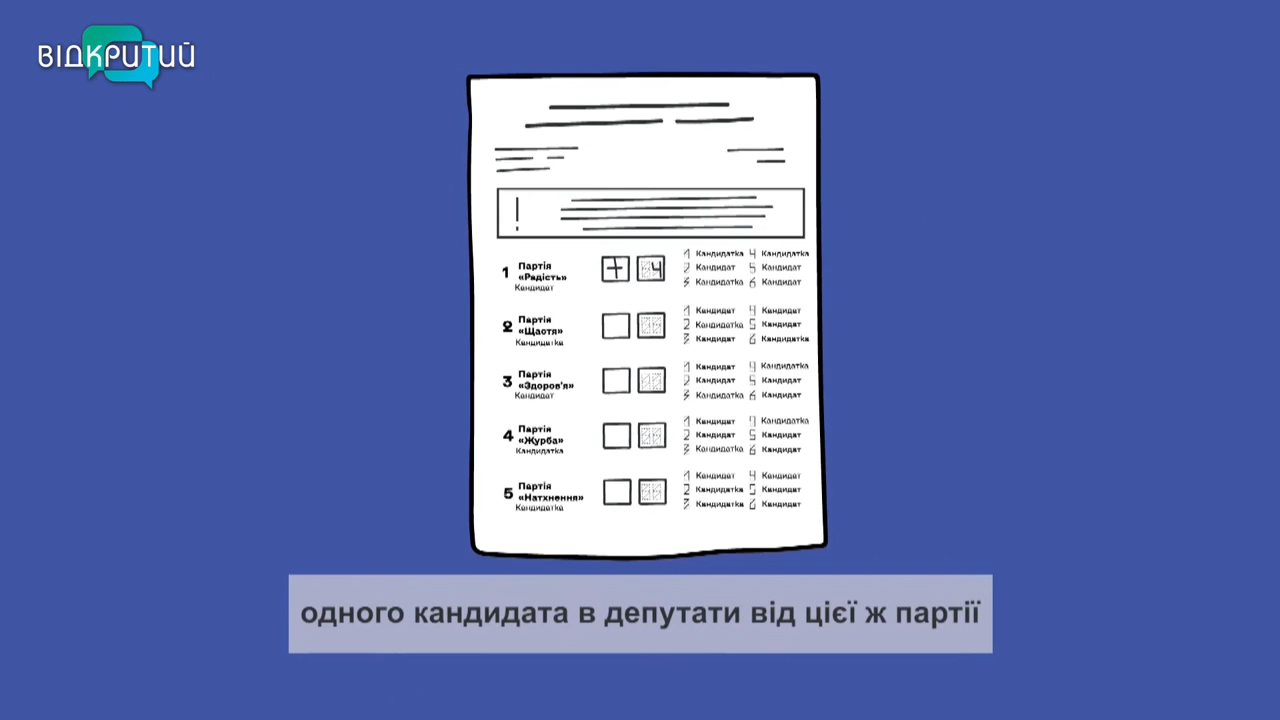 ВІДКРИТИЙ
!
1 Партія «Радість» Кандидат + 4
1 Кандидатка 4 Кандидатка
2 Кандидат 5 Кандидат
3 Кандидатка 6 Кандидат
2 Партія «Щастя» Кандидатка
1 Кандидат 4 Кандидат
2 Кандидатка 5 Кандидат
3 Кандидат 6 Кандидатка
3 Партія «Здоров'я» Кандидат
1 Кандидат 4 Кандидатка
2 Кандидат 5 Кандидат
3 Кандидатка 6 Кандидат
4 Партія «Журба» Кандидатка
1 Кандидат 4 Кандидатка
2 Кандидат 5 Кандидат
3 Кандидатка 6 Кандидат
5 Партія «Натхнення» Кандидатка
1 Кандидат 4 Кандидат
2 Кандидатка 5 Кандидат
3 Кандидатка 6 Кандидат
одного кандидата в депутати від цієї ж партії